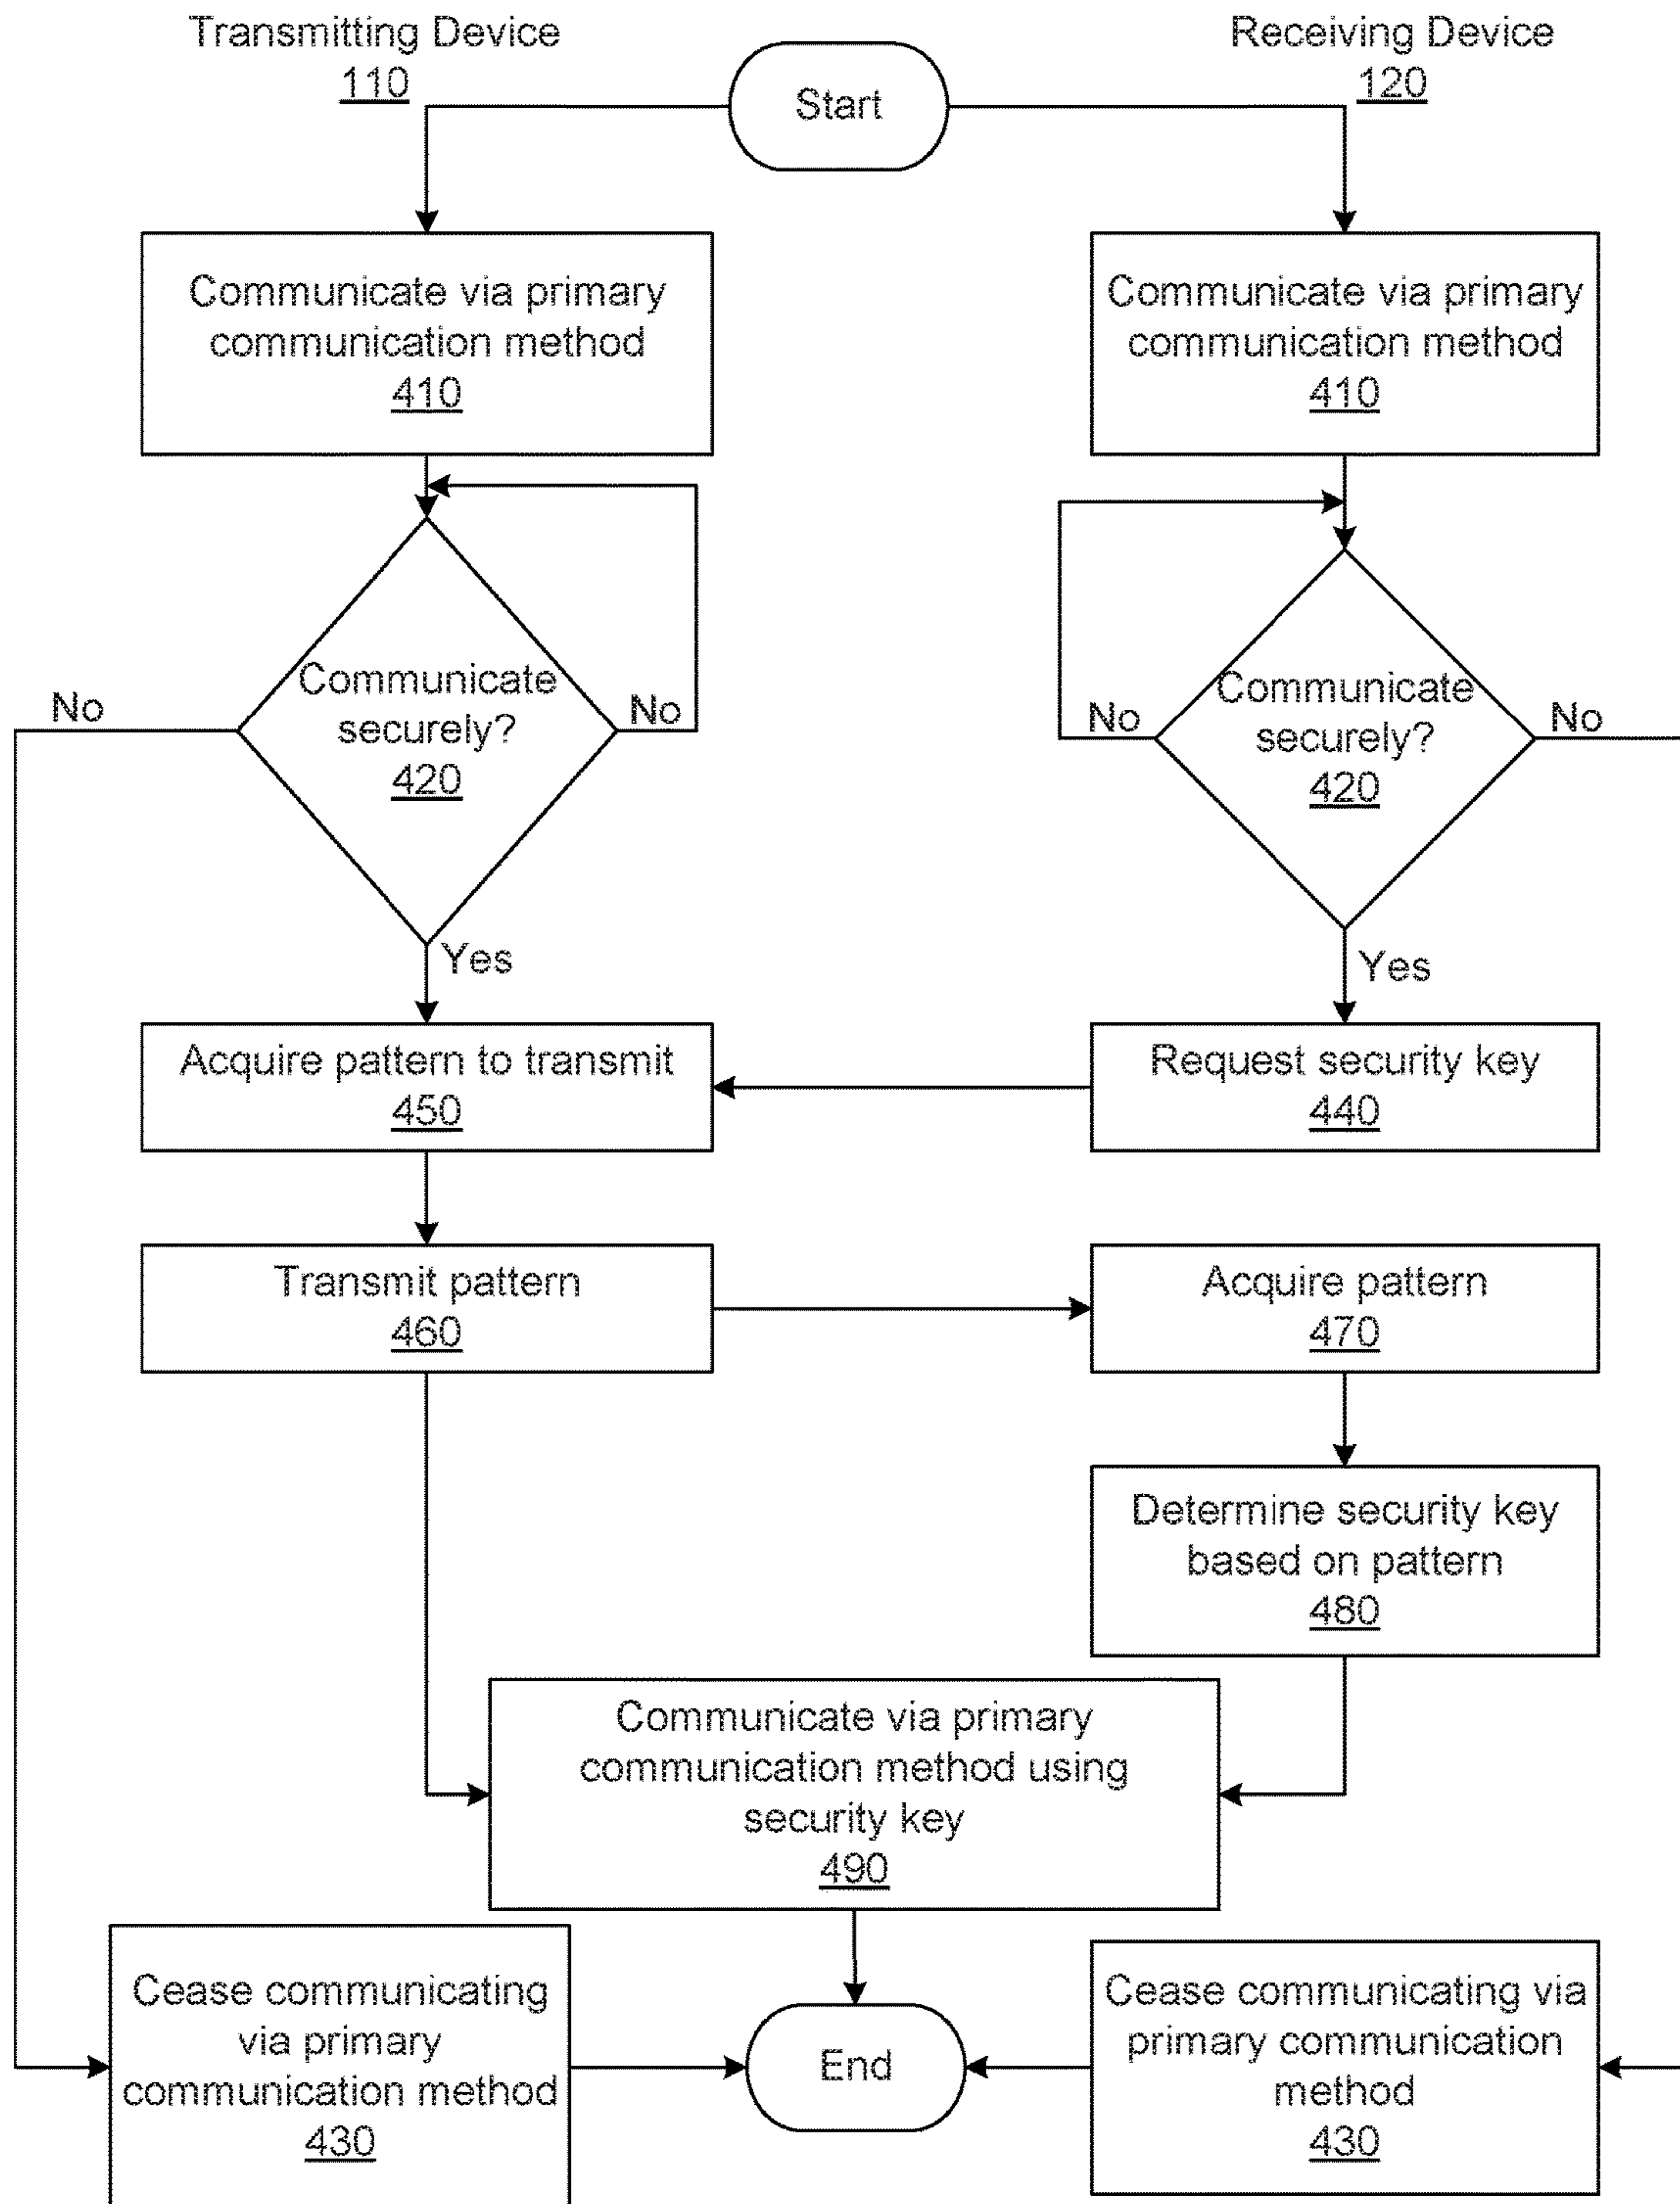 Transmitting Device
110
Start
Receiving Device
120
Communicate via primary
communication method
410
Communicate via primary
communication method
410
Communicate
securely?
420
No
No
Yes
Communicate
securely?
420
No
No
Yes
Acquire pattern to transmit
450
Request security key
440
Transmit pattern
460
Acquire pattern
470
Determine security key
based on pattern
480
Communicate via primary
communication method using
security key
490
Cease communicating
via primary
communication method
430
End
Cease communicating via
primary communication
method
430